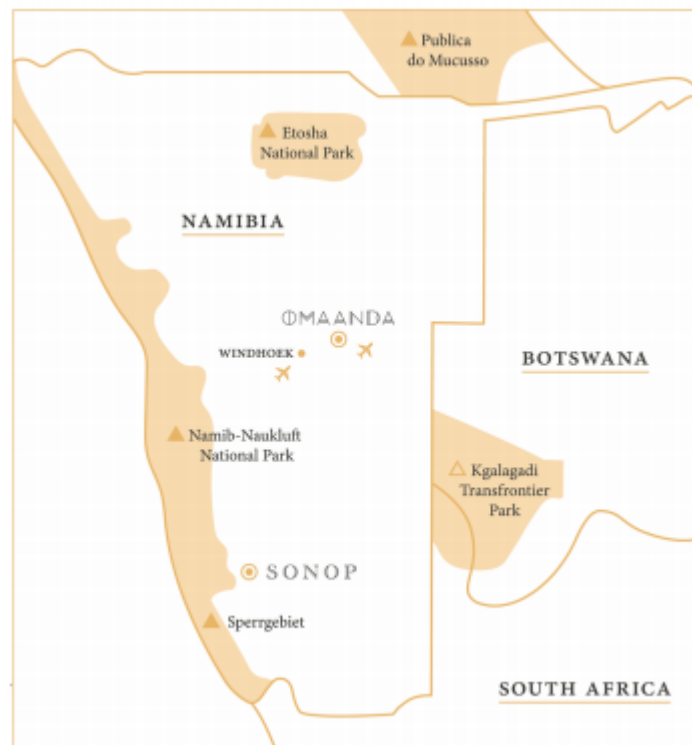 Publica
do Mucusso
Etosha
National Park
NAMIBIA
OMAANDA
WINDHOEK
BOTSWANA
Namib-Naukluft
National Park
Kgalagadi
Transfrontier
Park
SONOP
Sperrgebiet
SOUTH AFRICA